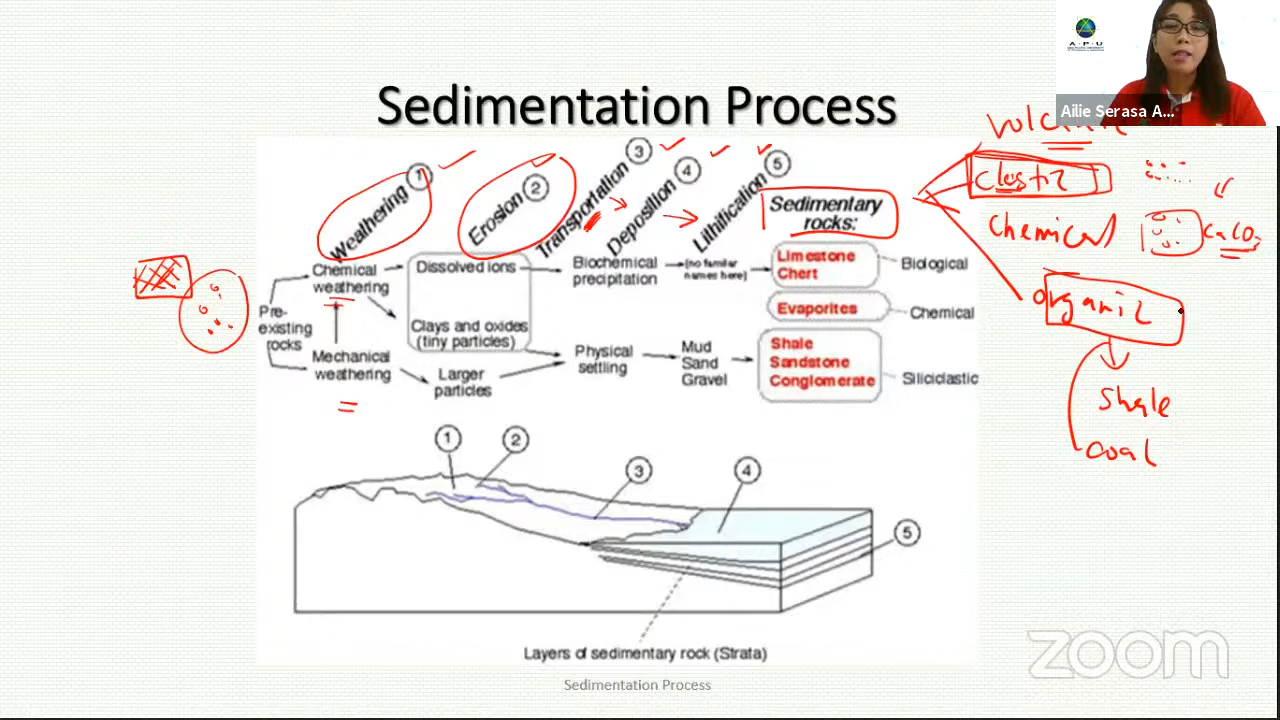 A · P · U
Ailie Serasa A...
Sedimentation Process
Weathering 1
Erosion 2
Transportation 3
Deposition 4
Lithification 5
Sedimentary
rocks:
Pre-
existing
rocks
Chemical
weathering
Mechanical
weathering
Dissolved ions
Clays and oxides
(tiny particles)
Larger
particles
Biochemical
precipitation
Physical
settling
(no familar
names here)
Mud
Sand
Gravel
Limestone
Chert
Evaporites
Shale
Sandstone
Conglomerate
Biological
Chemical
Siliciclastic
clastic
Chemical
CaCO3
organic
Shale
coal
1
2
3
4
5
Layers of sedimentary rock (Strata)
Sedimentation Process
zoom